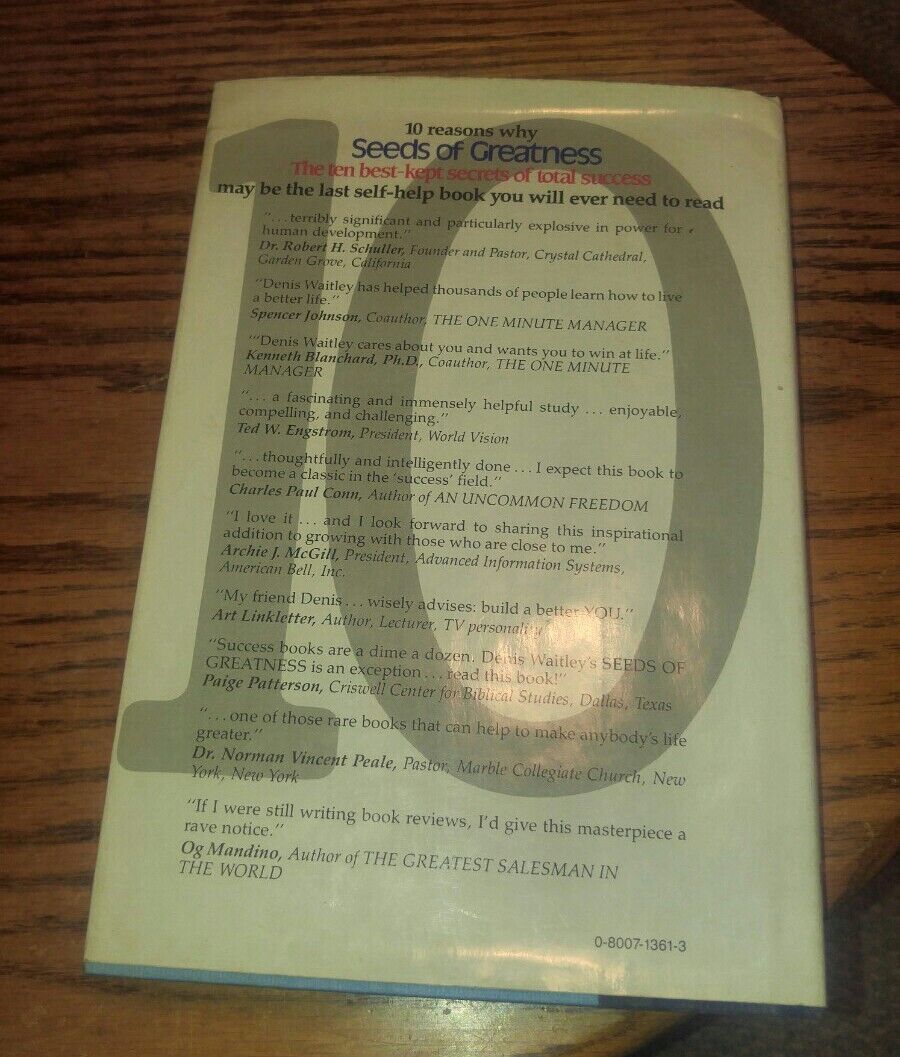 10 reasons why
Seeds of Greatness
The ten best-kept secrets of total success
may be the last self-help book you will ever need to read
"...terribly significant and particularly explosive in power for
human development."
Dr. Robert H. Schuller, Founder and Pastor, Crystal Cathedral,
Garden Grove, California
"Denis Waitley has helped thousands of people learn how to live
a better life."
Spencer Johnson, Coauthor, THE ONE MINUTE MANAGER
"'Denis Waitley cares about you and wants you to win at life."
Kenneth Blanchard, Ph.D., Coauthor, THE ONE MINUTE
MANAGER
"... a fascinating and immensely helpful study ... enjoyable,
compelling, and challenging."
Ted W. Engstrom, President, World Vision
"...thoughtfully and intelligently done ... I expect this book to
become a classic in the 'success' field."
Charles Paul Conn, Author of AN UNCOMMON FREEDOM
"I love it ... and I look forward to sharing this inspirational
addition to growing with those who are close to me."
Archie J. McGill, President, Advanced Information Systems,
American Bell, Inc.
"My friend Denis ... wisely advises: build a better YOU."
Art Linkletter, Author, Lecturer, TV personality
"Success books are a dime a dozen. Denis Waitley's SEEDS OF
GREATNESS is an exception ... read this book!"
Paige Patterson, Criswell Center for Biblical Studies, Dallas, Texas
"...one of those rare books that can help to make anybody's life
greater."
Dr. Norman Vincent Peale, Pastor, Marble Collegiate Church, New
York, New York
"If I were still writing book reviews, I'd give this masterpiece a
rave notice."
Og Mandino, Author of THE GREATEST SALESMAN IN
THE WORLD
0-8007-1361-3
10